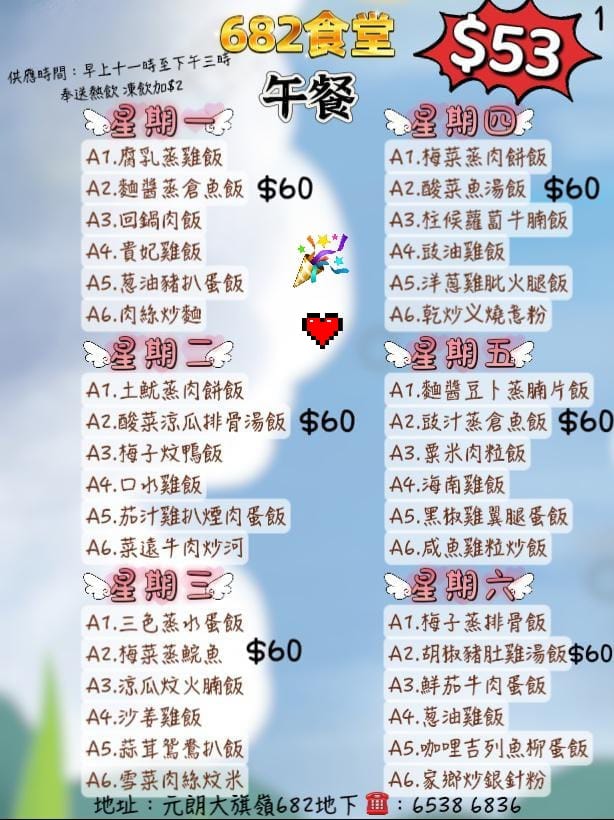 1
682食堂
$53
供應時間：早上十一時至下午三時
奉送熱飲 凍飲加$2
午餐
星期一
A1.腐乳蒸雞飯
A2.麵醬蒸倉魚飯 $60
A3.回鍋肉飯
A4.貴妃雞飯
A5.蔥油豬扒蛋飯
A6.肉絲炒麵
星期二
A1.土魷蒸肉餅飯
A2.酸菜涼瓜排骨湯飯 $60
A3.梅子炆鴨飯
A4.口水雞飯
A5.茄汁雞扒煙肉蛋飯
A6.菜遠牛肉炒河
星期三
A1.三色蒸水蛋飯
A2.梅菜蒸鯇魚 $60
A3.涼瓜炆火腩飯
A4.沙姜雞飯
A5.蒜茸鴛鴦扒飯
A6.雪菜肉絲炆米
星期四
A1.梅菜蒸肉餅飯
A2.酸菜魚湯飯 $60
A3.柱候蘿蔔牛腩飯
A4.豉油雞飯
A5.洋蔥雞肶火腿飯
A6.乾炒义燒意粉
星期五
A1.麵醬豆卜蒸腩片飯
A2.豉汁蒸倉魚飯 $60
A3.粟米肉粒飯
A4.海南雞飯
A5.黑椒雞翼腿蛋飯
A6.咸魚雞粒炒飯
星期六
A1.梅子蒸排骨飯
A2.胡椒豬肚雞湯飯$60
A3.鮮茄牛肉蛋飯
A4.蔥油雞飯
A5.咖哩吉列魚柳蛋飯
A6.家鄉炒銀針粉
地址：元朗大旗嶺682地下 ☎：6538 6836